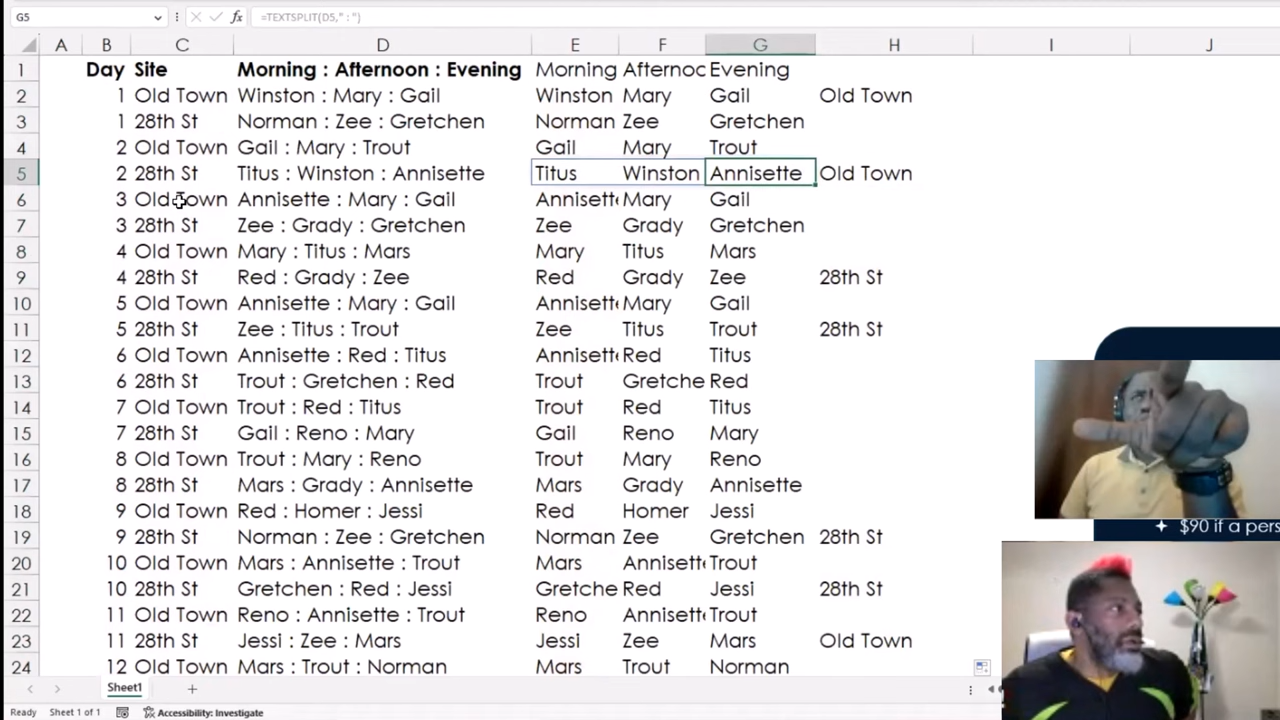 G5 fx =TEXTSPLIT(D5," : ")
A B C D E F G H I J
1 Day Site Morning : Afternoon : Evening Morning Afternoc Evening
2 1 Old Town Winston : Mary : Gail Winston Mary Gail Old Town
3 1 28th St Norman : Zee : Gretchen Norman Zee Gretchen
4 2 Old Town Gail : Mary : Trout Gail Mary Trout
5 2 28th St Titus : Winston : Annisette Titus Winston Annisette Old Town
6 3 Old Town Annisette : Mary : Gail Annisett Mary Gail
7 3 28th St Zee : Grady : Gretchen Zee Grady Gretchen
8 4 Old Town Mary : Titus : Mars Mary Titus Mars
9 4 28th St Red : Grady : Zee Red Grady Zee 28th St
10 5 Old Town Annisette : Mary : Gail Annisett Mary Gail
11 5 28th St Zee : Titus : Trout Zee Titus Trout 28th St
12 6 Old Town Annisette : Red : Titus Annisett Red Titus
13 6 28th St Trout : Gretchen : Red Trout Gretche Red
14 7 Old Town Trout : Red : Titus Trout Red Titus
15 7 28th St Gail : Reno : Mary Gail Reno Mary
16 8 Old Town Trout : Mary : Reno Trout Mary Reno
17 8 28th St Mars : Grady : Annisette Mars Grady Annisette
18 9 Old Town Red : Homer : Jessi Red Homer Jessi
19 9 28th St Norman : Zee : Gretchen Norman Zee Gretchen 28th St
20 10 Old Town Mars : Annisette : Trout Mars Annisett Trout
21 10 28th St Gretchen : Red : Jessi Gretche Red Jessi 28th St
22 11 Old Town Reno : Annisette : Trout Reno Annisett Trout
23 11 28th St Jessi : Zee : Mars Jessi Zee Mars Old Town
24 12 Old Town Mars : Trout : Norman Mars Trout Norman
$90 if a pers
Sheet1
Ready Sheet 1 of 1 Accessibility: Investigate